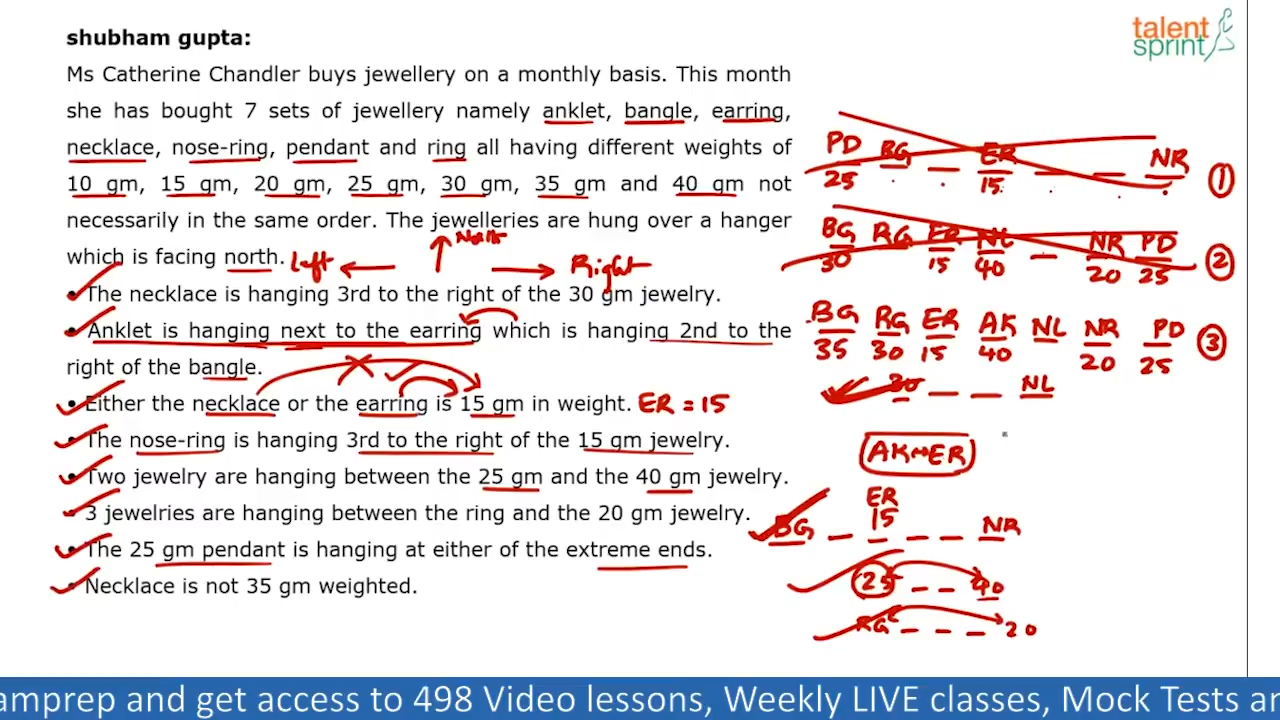 shubham gupta:
talent
sprint
Ms Catherine Chandler buys jewellery on a monthly basis. This month
she has bought 7 sets of jewellery namely anklet, bangle, earring,
necklace, nose-ring, pendant and ring all having different weights of
10 gm, 15 gm, 20 gm, 25 gm, 30 gm, 35 gm and 40 gm not
necessarily in the same order. The jewelleries are hung over a hanger
which is facing north.
North
Left
Right
• The necklace is hanging 3rd to the right of the 30 gm jewelry.
• Anklet is hanging next to the earring which is hanging 2nd to the
right of the bangle.
• Either the necklace or the earring is 15 gm in weight. ER = 15
• The nose-ring is hanging 3rd to the right of the 15 gm jewelry.
• Two jewelry are hanging between the 25 gm and the 40 gm jewelry.
• 3 jewelries are hanging between the ring and the 20 gm jewelry.
• The 25 gm pendant is hanging at either of the extreme ends.
• Necklace is not 35 gm weighted.
PD BG ER NR
25 15 1
BG RG ER NL NR PD
30 15 40 20 25 2
BG RG ER AK NL NR PD
35 30 15 40 20 25 3
30 NL
AK~ER
ER
15
BG NR
25 40
RG 20
amprep and get access to 498 Video lessons, Weekly LIVE classes, Mock Tests ar